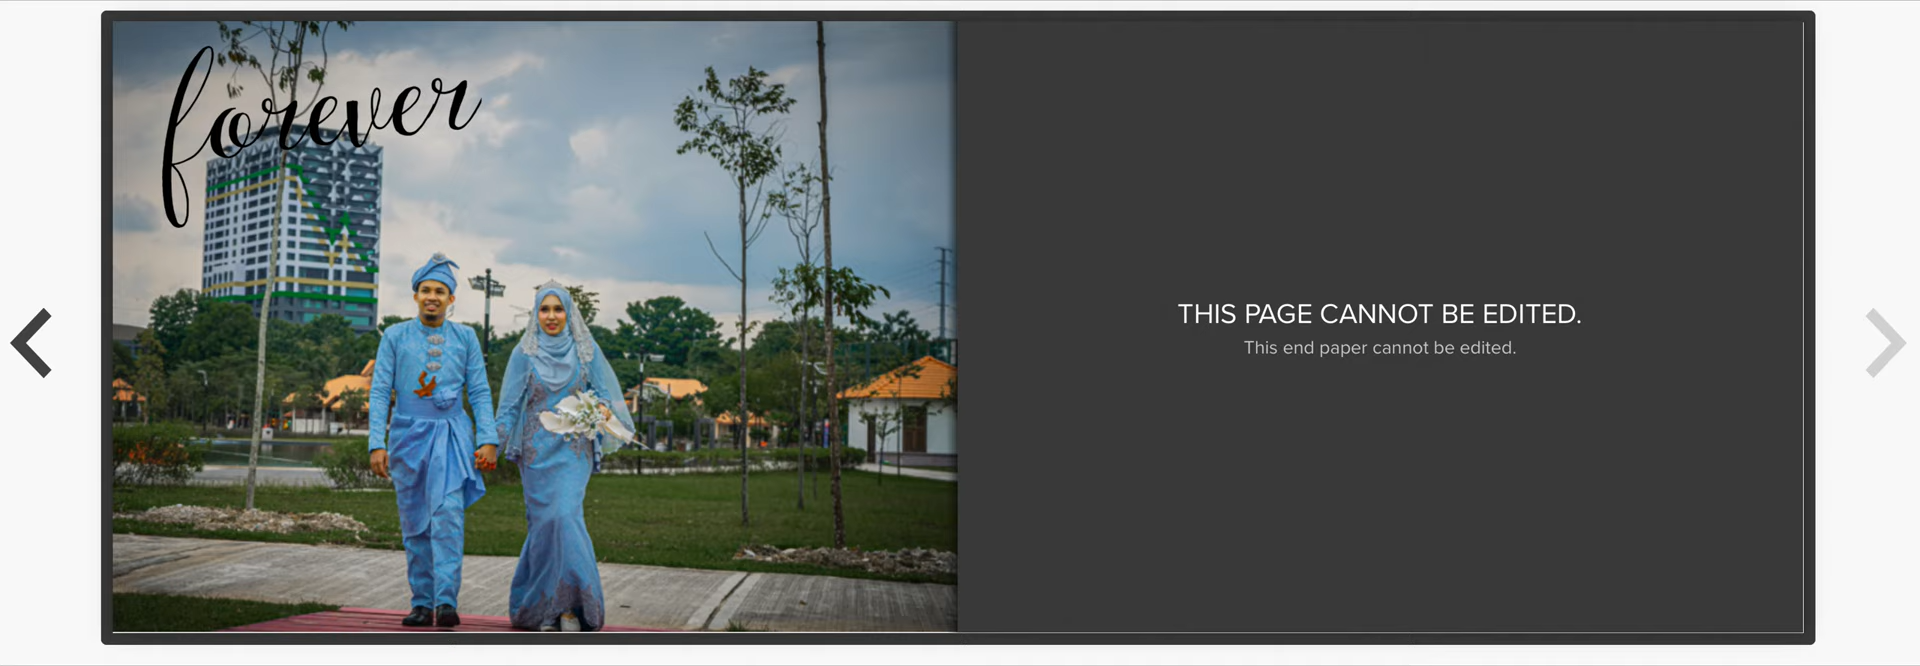 forever
THIS PAGE CANNOT BE EDITED.
This end paper cannot be edited.